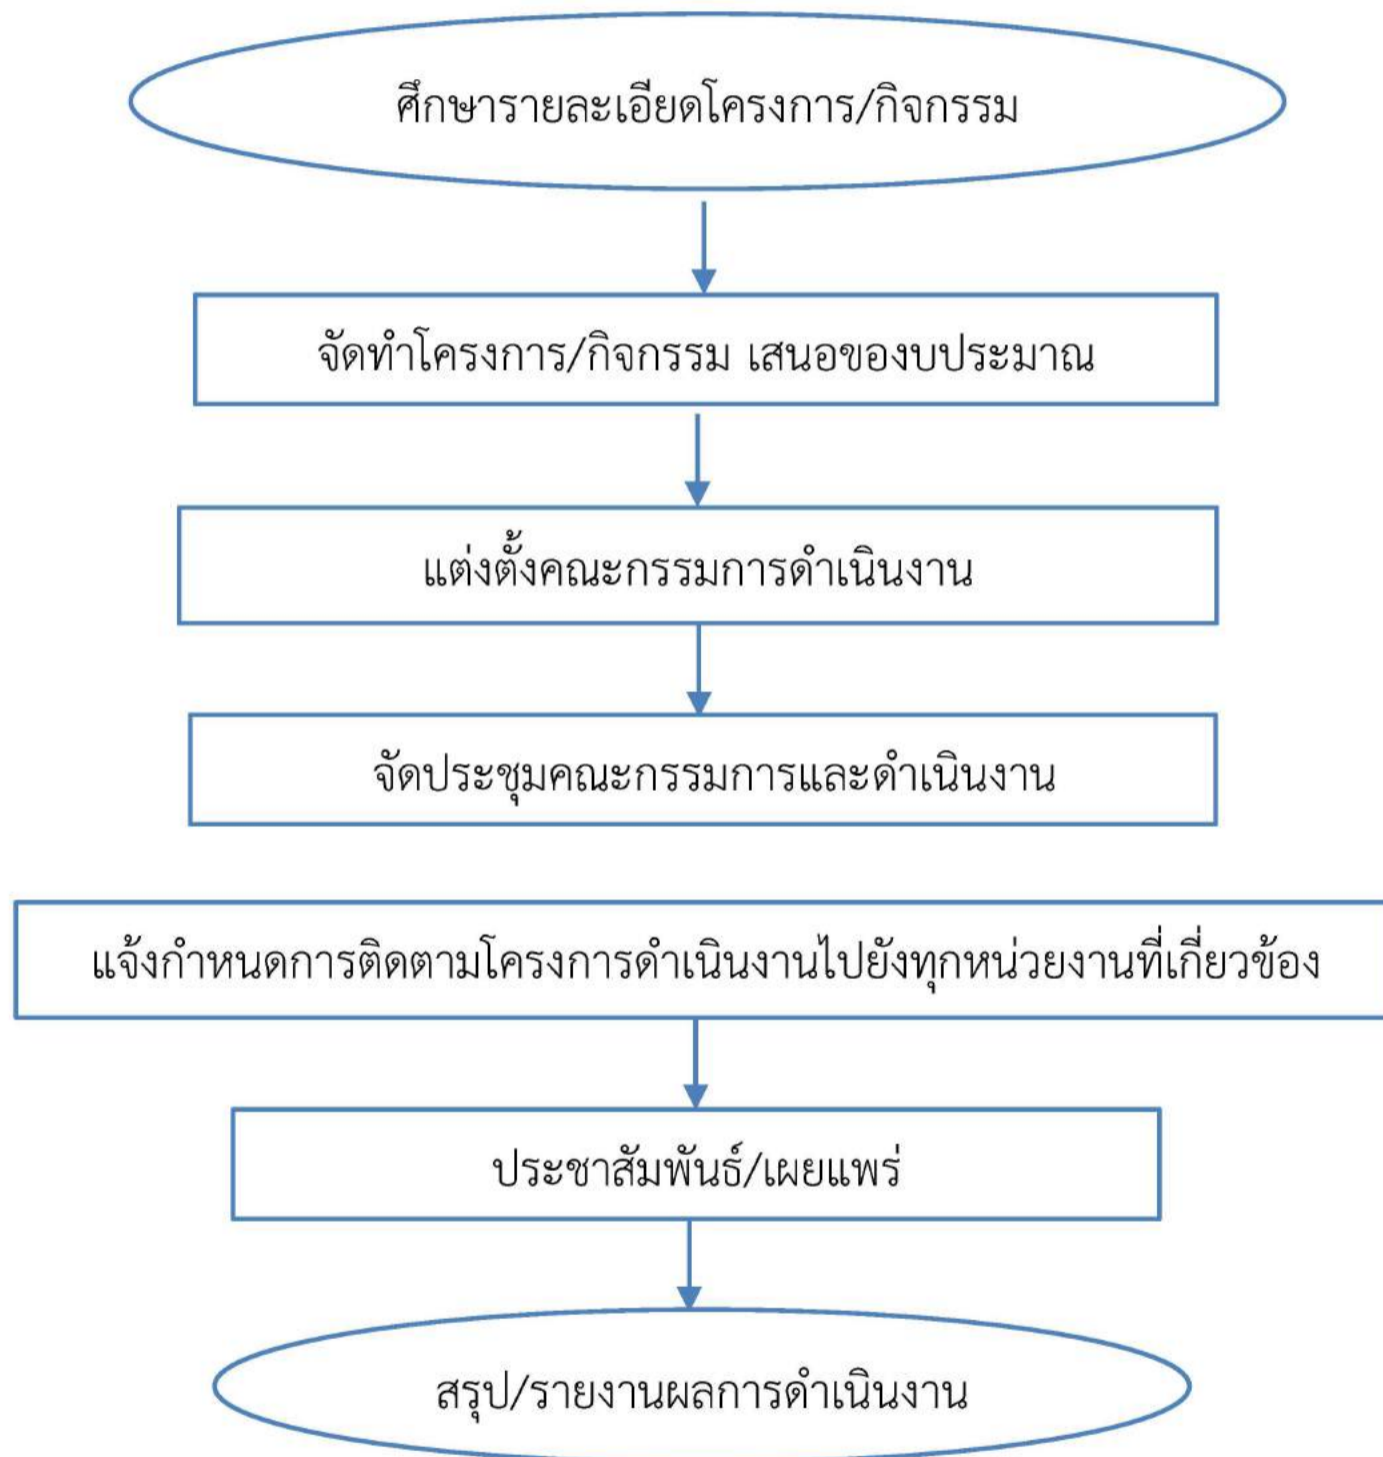 ศึกษารายละเอียดโครงการ/กิจกรรม
จัดทำโครงการ/กิจกรรม เสนอของบประมาณ
แต่งตั้งคณะกรรมการดำเนินงาน
จัดประชุมคณะกรรมการและดำเนินงาน
แจ้งกำหนดการติดตามโครงการดำเนินงานไปยังทุกหน่วยงานที่เกี่ยวข้อง
ประชาสัมพันธ์/เผยแพร่
สรุป/รายงานผลการดำเนินงาน